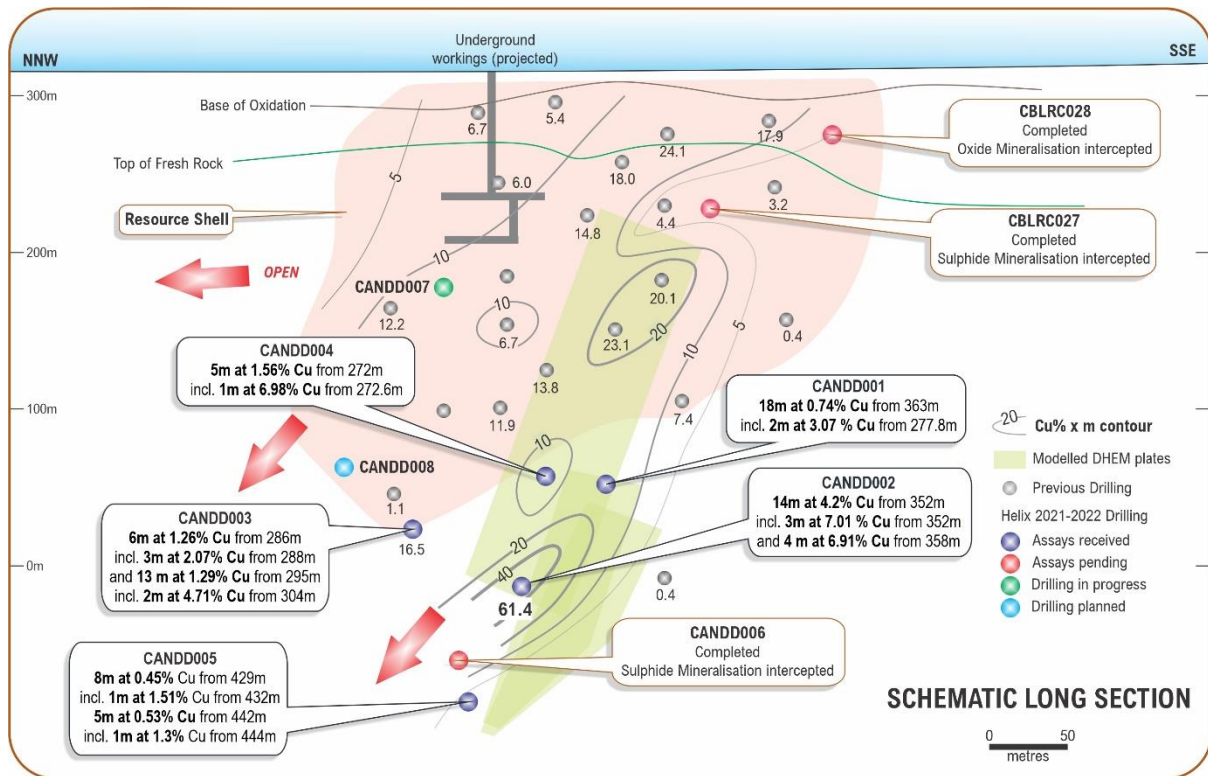 NNW
Underground
workings (projected)
SSE
300m
Base of Oxidation
6.7
5.4
17.9
24.1
CBLRC028
Completed
Oxide Mineralisation intercepted
Top of Fresh Rock
5
6.0
18.0
3.2
Resource Shell
10
14.8
4.4
CBLRC027
Completed
Sulphide Mineralisation intercepted
200m
OPEN
CANDD007
12.2
10
6.7
20.1
20
23.1
10
5
0.4
CANDD004
5m at 1.56% Cu from 272m
incl. 1m at 6.98% Cu from 272.6m
13.8
100m
11.9
7.4
CANDD001
18m at 0.74% Cu from 363m
incl. 2m at 3.07 % Cu from 277.8m
10
CANDD008
1.1
16.5
CANDD002
14m at 4.2% Cu from 352m
incl. 3m at 7.01 % Cu from 352m
and 4 m at 6.91% Cu from 358m
CANDD003
6m at 1.26% Cu from 286m
incl. 3m at 2.07% Cu from 288m
and 13 m at 1.29% Cu from 295m
incl. 2m at 4.71% Cu from 304m
0m
20
40
61.4
0.4
CANDD006
Completed
Sulphide Mineralisation intercepted
CANDD005
8m at 0.45% Cu from 429m
incl. 1m at 1.51% Cu from 432m
5m at 0.53% Cu from 442m
incl. 1m at 1.3% Cu from 444m
20 Cu% x m contour
Modelled DHEM plates
Previous Drilling
Helix 2021-2022 Drilling
Assays received
Assays pending
Drilling in progress
Drilling planned
SCHEMATIC LONG SECTION
0 50
metres